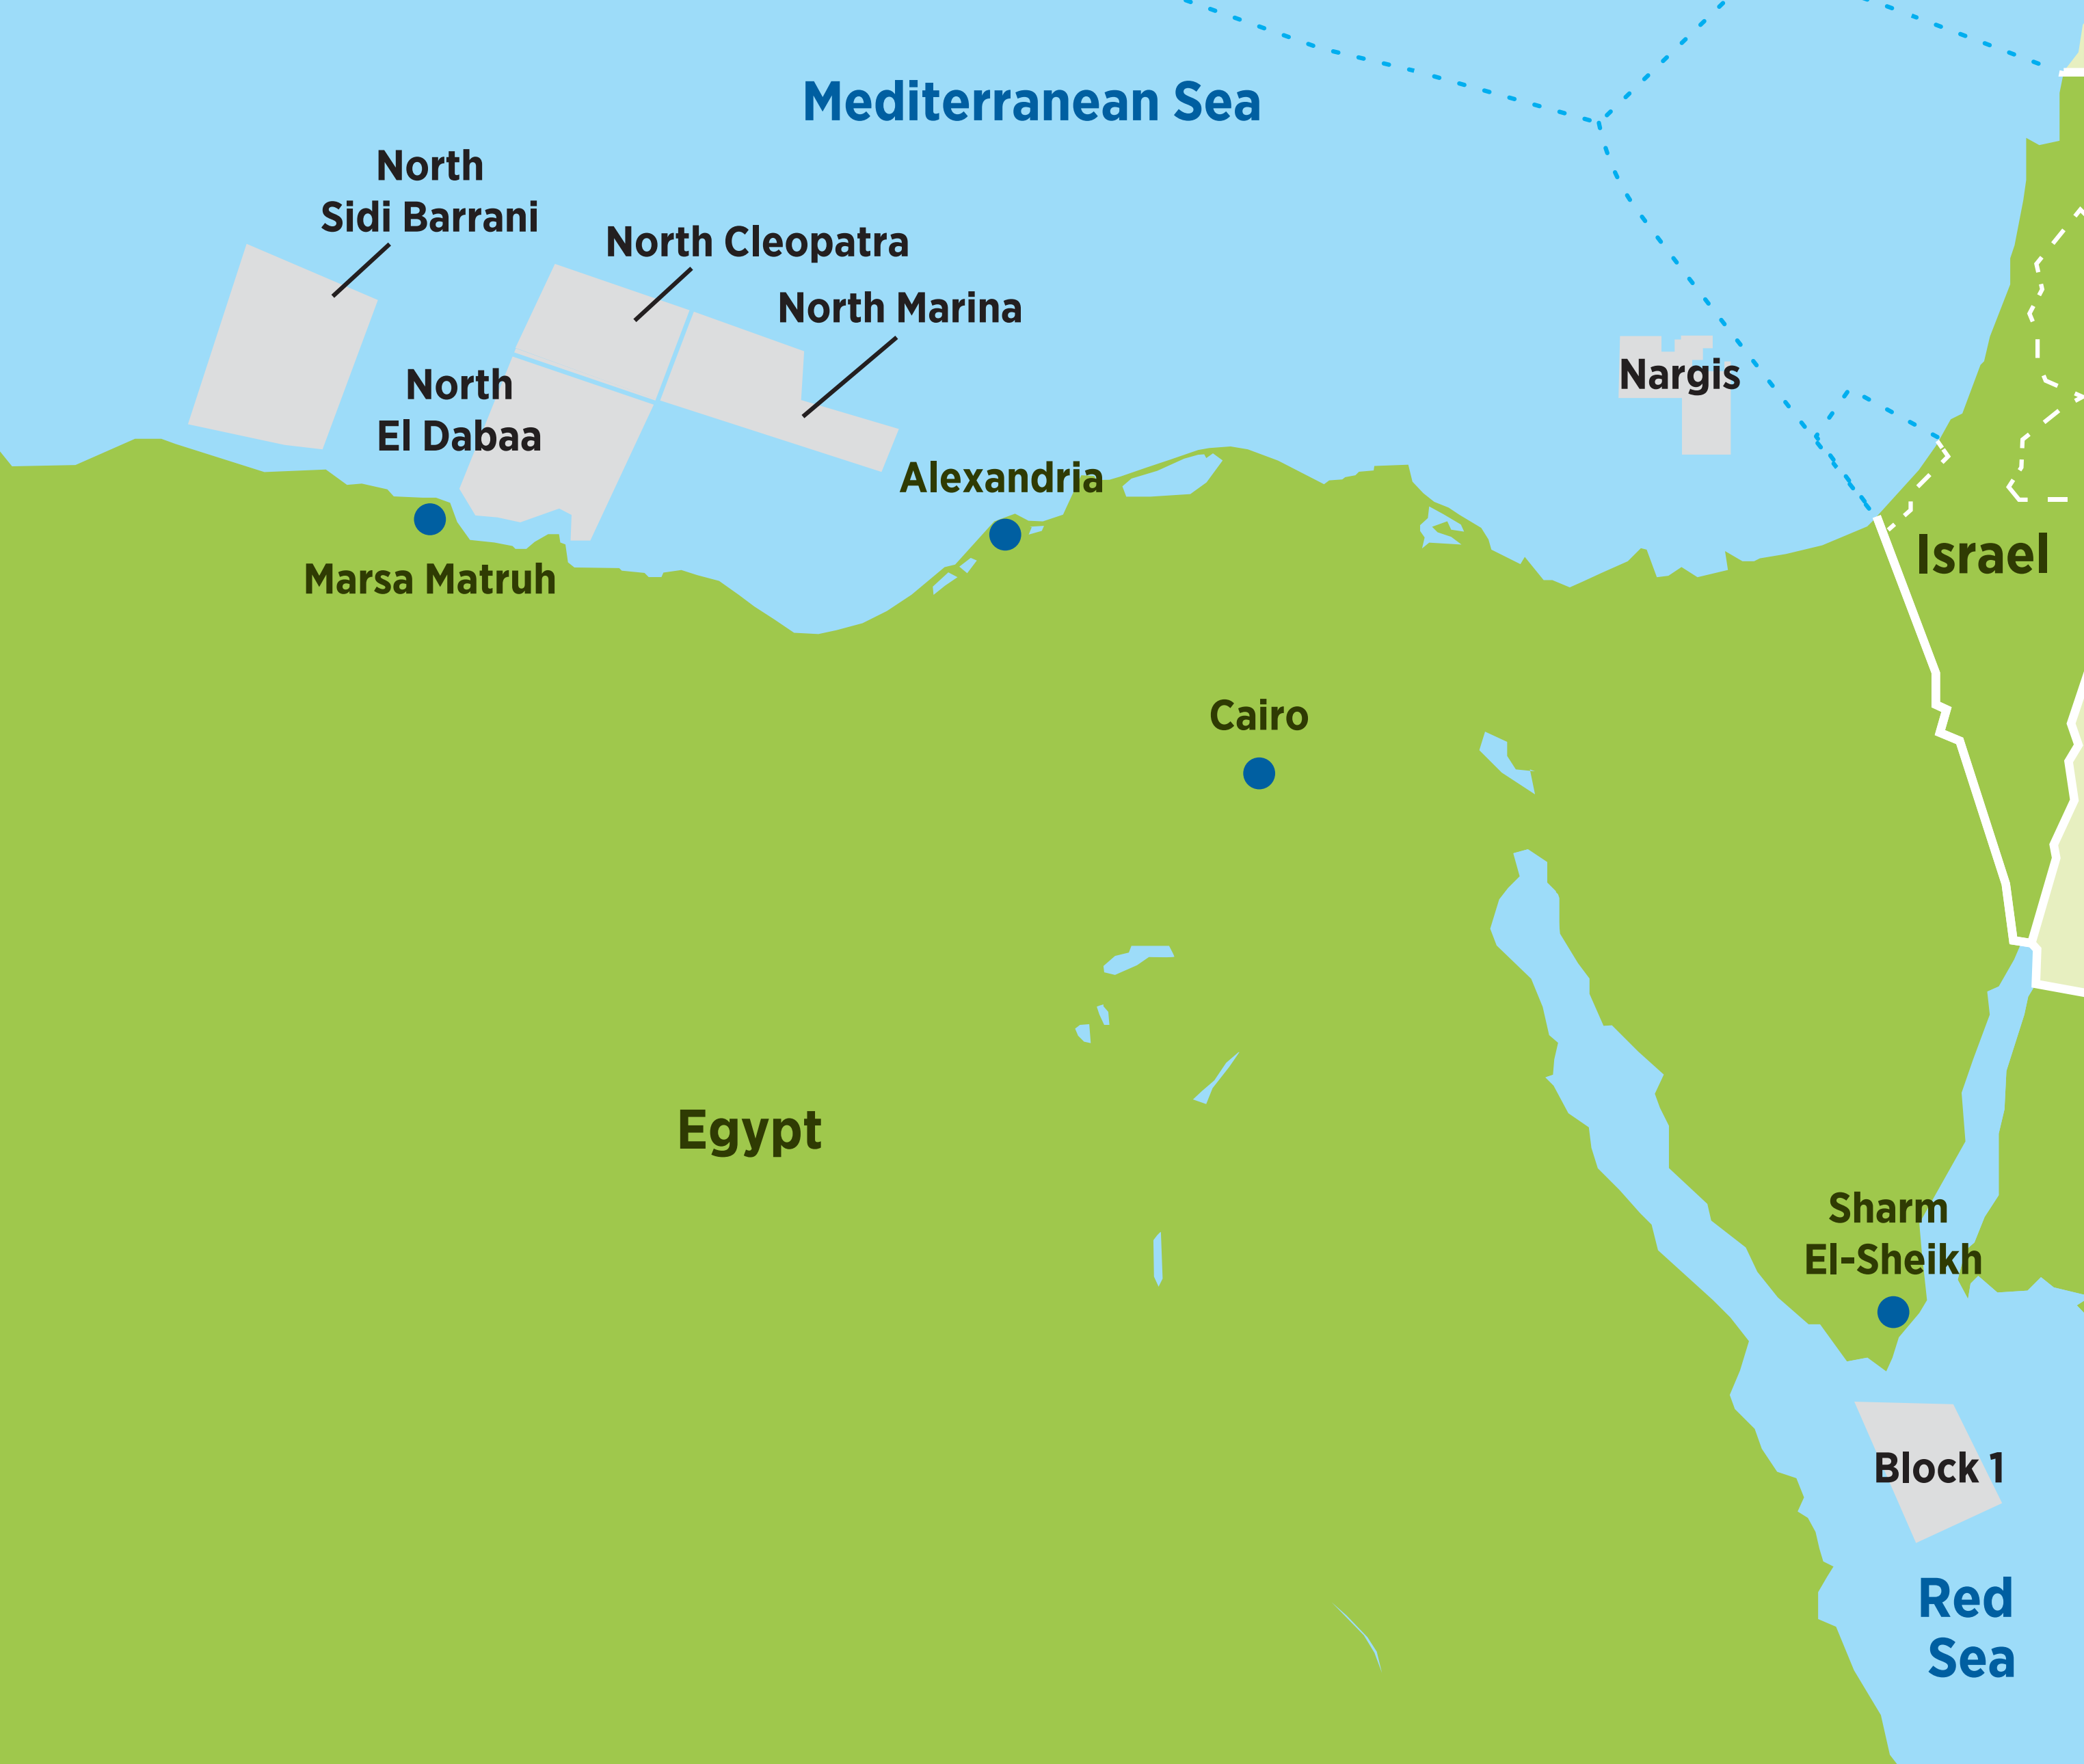 Mediterranean Sea
North
Sidi Barrani
North Cleopatra
North Marina
North
El Dabaa
Nargis
Alexandria
Marsa Matruh
Israel
Cairo
Egypt
Sharm
El-Sheikh
Block 1
Red
Sea